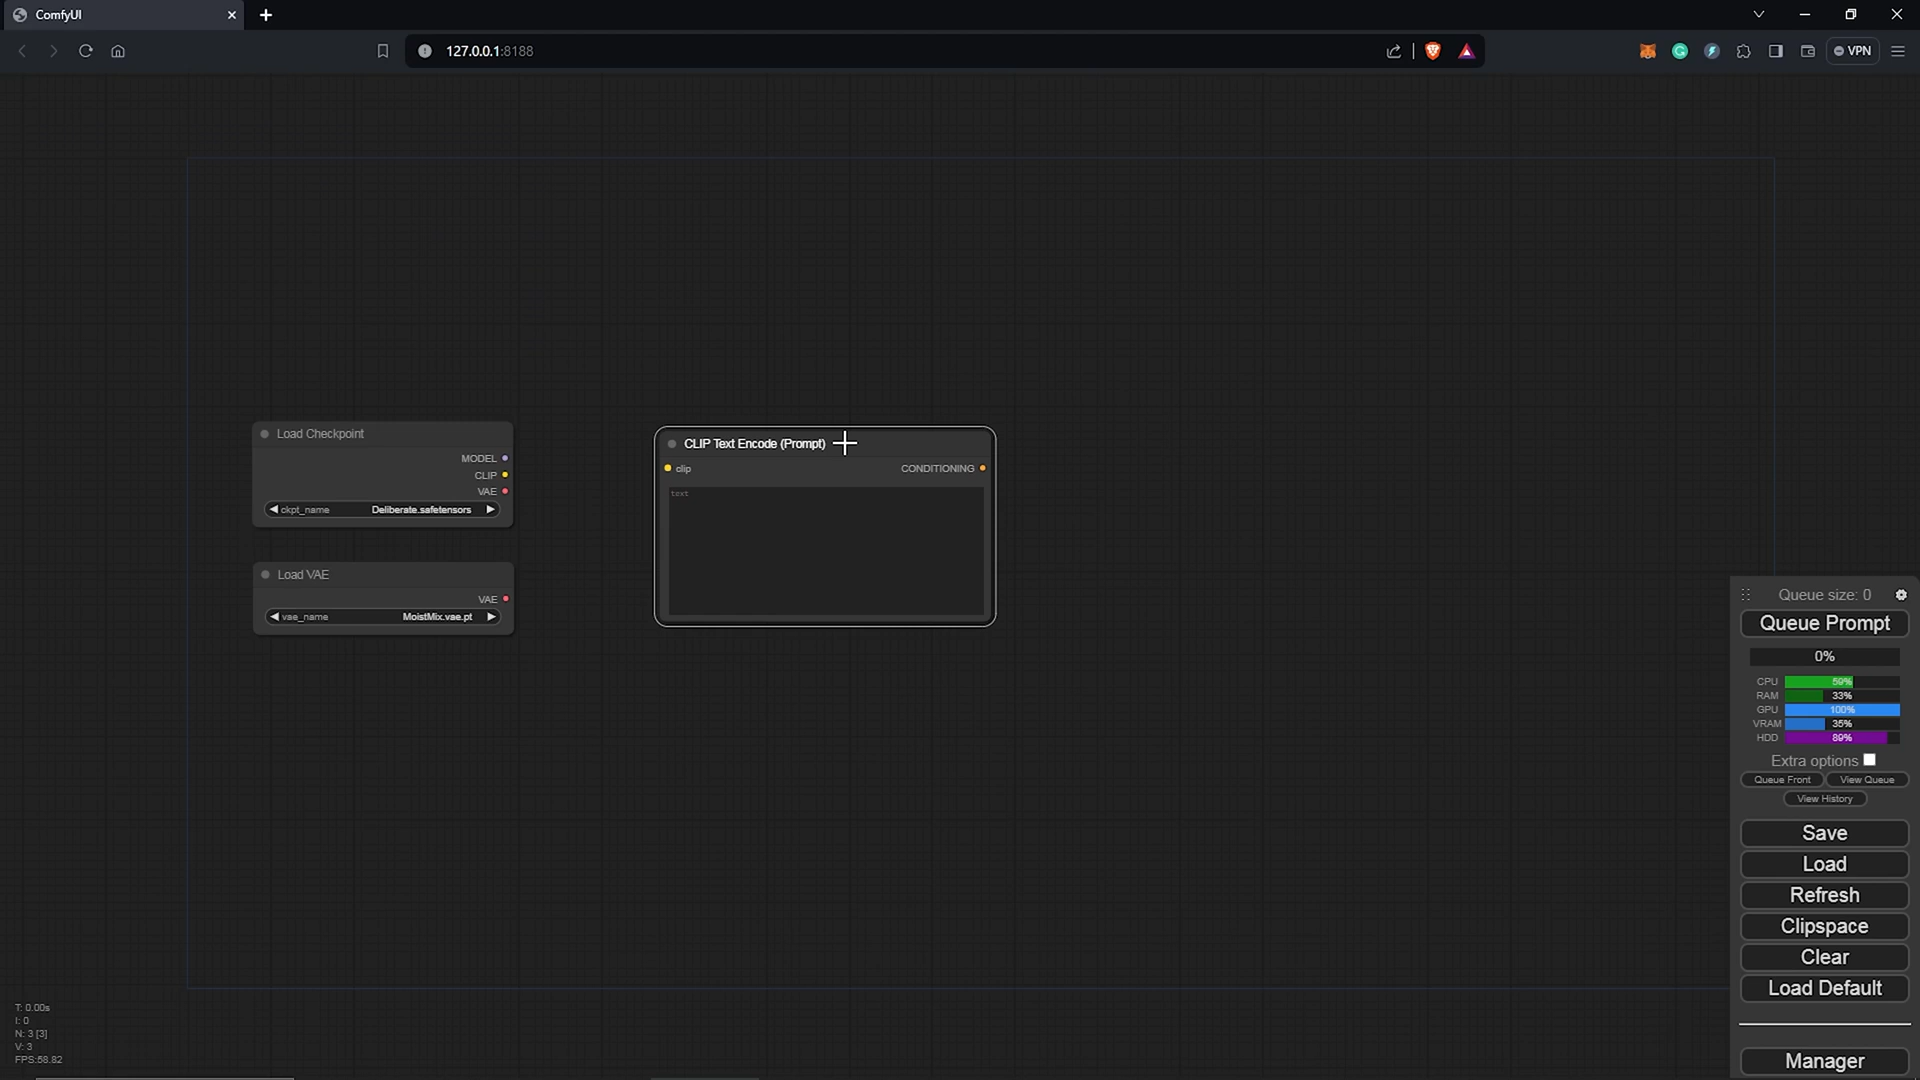 ComfyUI
127.0.0.1:8188
VPN
Load Checkpoint
MODEL
CLIP
VAE
ckpt_name Deliberate.safetensors
Load VAE
VAE
vae_name MoistMix.vae.pt
CLIP Text Encode (Prompt)
clip CONDITIONING
text
Queue size: 0
Queue Prompt
0%
CPU 59%
RAM 33%
GPU 100%
VRAM 35%
HDD 89%
Extra options
Queue Front View Queue
View History
Save
Load
Refresh
Clipspace
Clear
Load Default
Manager
T: 0.00s
I: 0
N: 3 [3]
V: 3
FPS:58.82